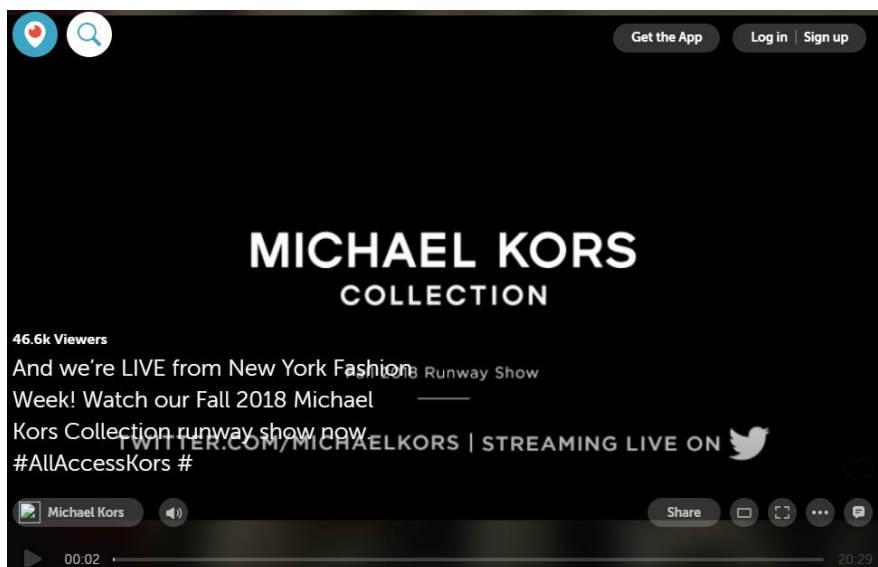 Get the App
Log in | Sign up
MICHAEL KORS
COLLECTION
46.6k Viewers
And we're LIVE from New York Fashion
Week! Watch our Fall 2018 Michael
Kors Collection runway show now.
#AllAccessKors #
Fall 2018 Runway Show
TWITTER.COM/MICHAELKORS | STREAMING LIVE ON
Michael Kors
Share
00:02
20:29